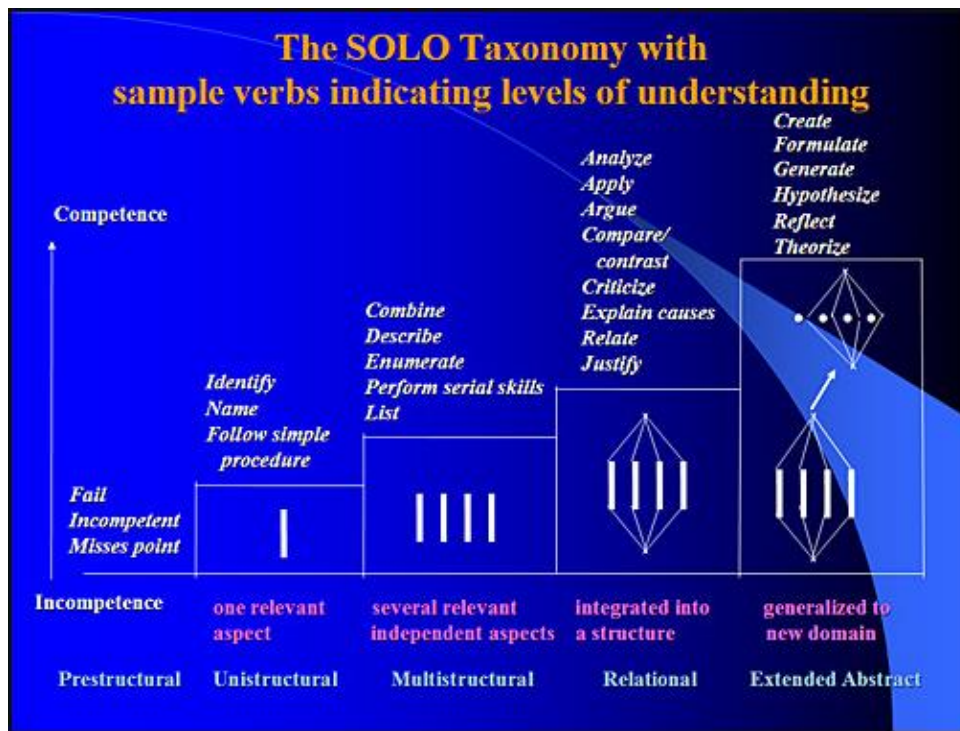 The SOLO Taxonomy with
sample verbs indicating levels of understanding
Competence
Fail
Incompetent
Misses point
Identify
Name
Follow simple
procedure
Combine
Describe
Enumerate
Perform serial skills
List
Analyze
Apply
Argue
Compare/
contrast
Criticize
Explain causes
Relate
Justify
Create
Formulate
Generate
Hypothesize
Reflect
Theorize
Incompetence
one relevant
aspect
several relevant
independent aspects
integrated into
a structure
generalized to
new domain
Prestructural
Unistructural
Multistructural
Relational
Extended Abstract